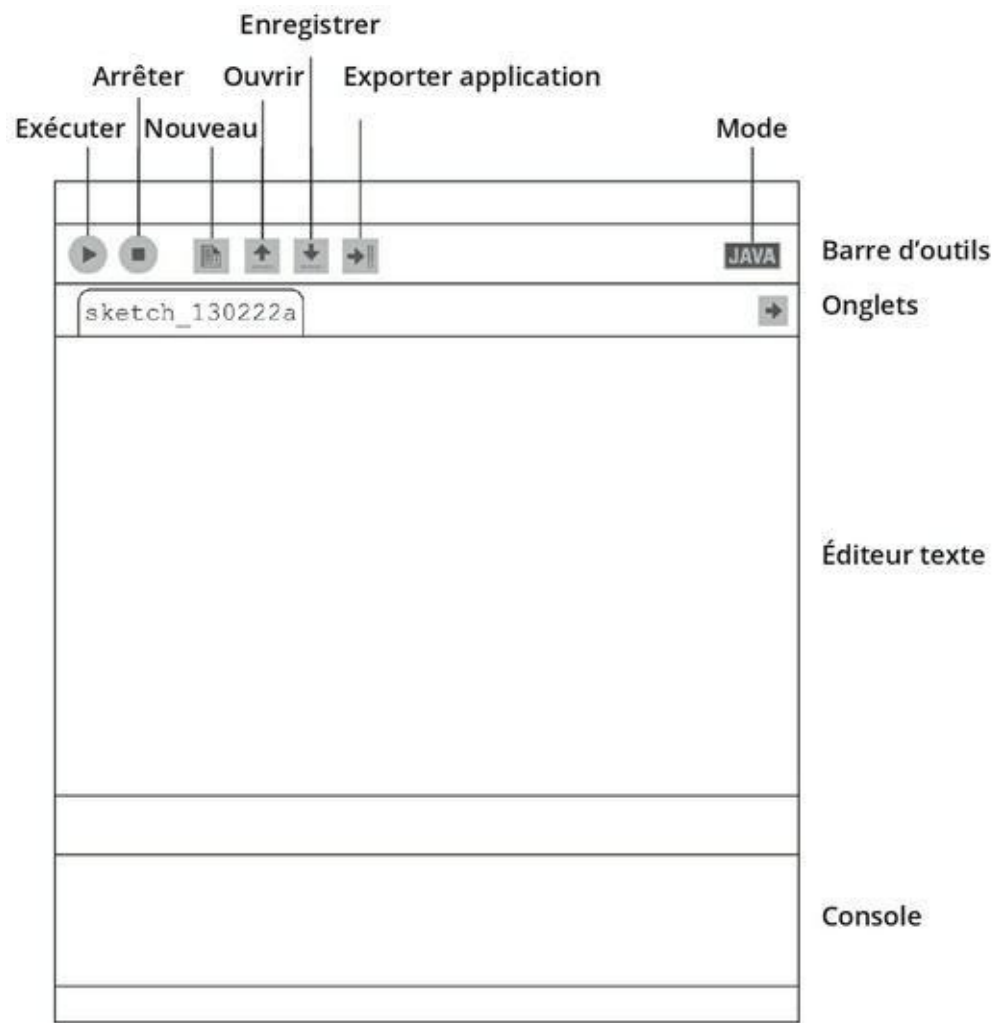 Enregistrer
Arrêter Ouvrir Exporter application
Exécuter Nouveau Mode
JAVA Barre d'outils
sketch_130222a Onglets
Éditeur texte
Console